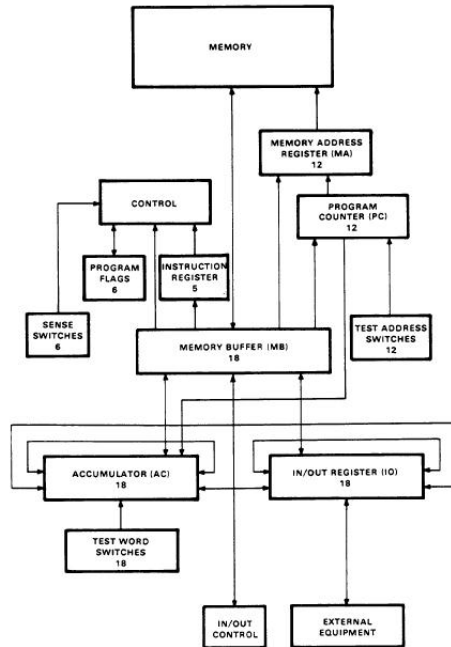 MEMORY
MEMORY ADDRESS
REGISTER (MA)
12
CONTROL
PROGRAM
COUNTER (PC)
12
PROGRAM
FLAGS
6
INSTRUCTION
REGISTER
5
SENSE
SWITCHES
6
MEMORY BUFFER (MB)
18
TEST ADDRESS
SWITCHES
12
ACCUMULATOR (AC)
18
IN/OUT REGISTER (IO)
18
TEST WORD
SWITCHES
18
IN/OUT
CONTROL
EXTERNAL
EQUIPMENT